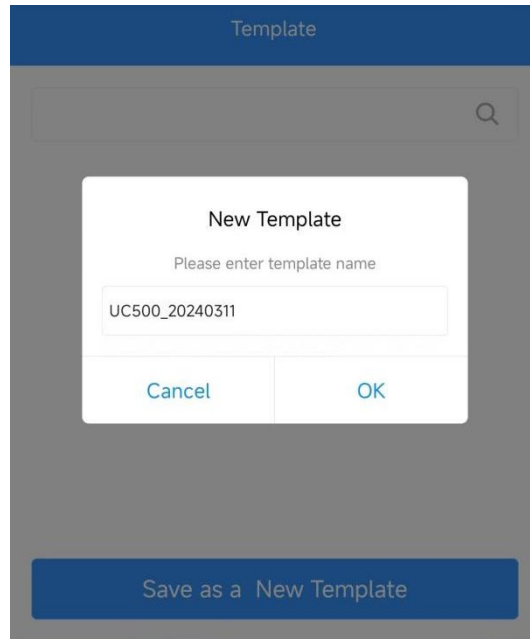 Template
New Template
Please enter template name
UC500_20240311
Cancel OK
Save as a New Template